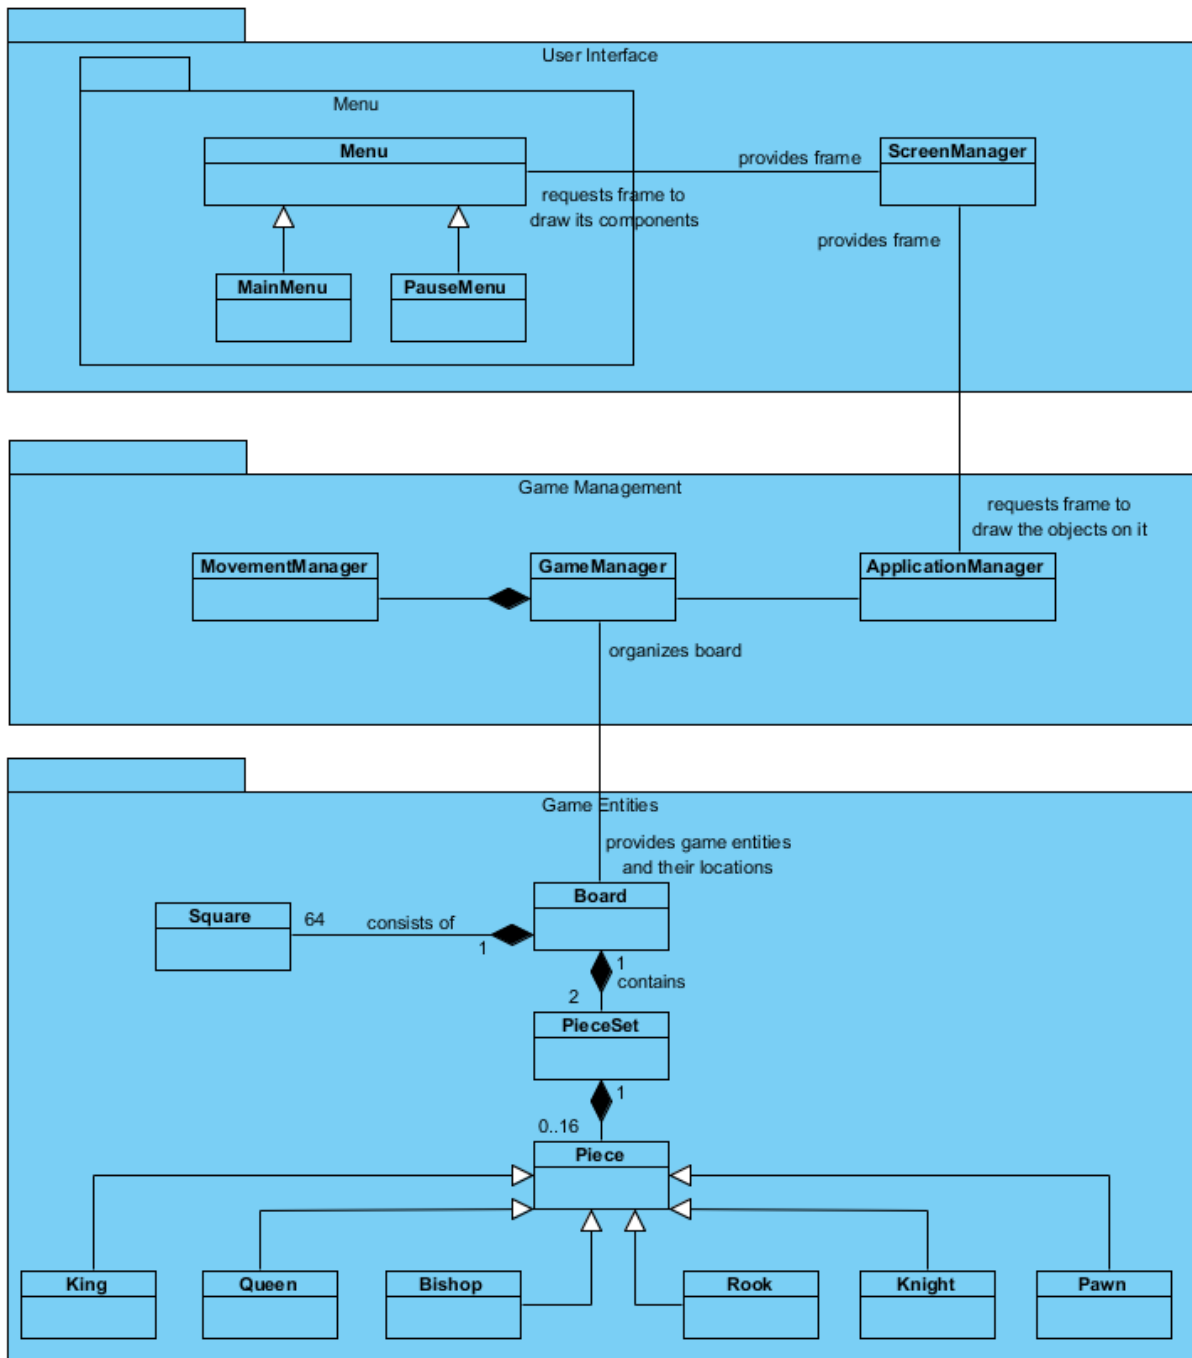 User Interface
Menu
Menu
provides frame
ScreenManager
requests frame to
draw its components
provides frame
MainMenu
PauseMenu
Game Management
requests frame to
draw the objects on it
MovementManager
GameManager
ApplicationManager
organizes board
Game Entities
provides game entities
and their locations
Board
Square
64
consists of
1
1
contains
2
PieceSet
1
0..16
Piece
King
Queen
Bishop
Rook
Knight
Pawn